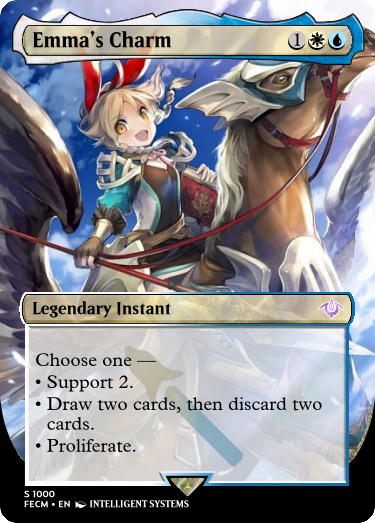 Emma's Charm 1
Legendary Instant
Choose one —
• Support 2.
• Draw two cards, then discard two
cards.
• Proliferate.
S 1000
FECM • EN INTELLIGENT SYSTEMS